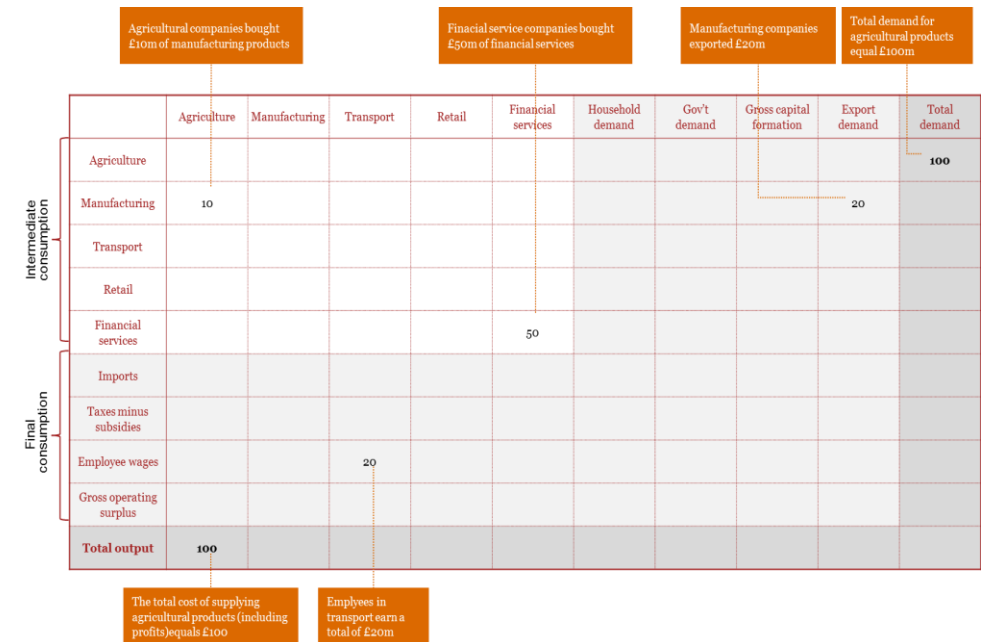 Agricultural companies bought
£10m of manufacturing products
Finacial service companies bought
£50m of financial services
Manufacturing companies
exported £20m
Total demand for
agricultural products
equal £100m
Agriculture
Manufacturing
Transport
Retail
Financial
services
Household
demand
Gov't
demand
Gross capital
formation
Export
demand
Total
demand
Intermediate
consumption
Agriculture
100
Manufacturing
10
20
Transport
Retail
Financial
services
50
Final
consumption
Imports
Taxes minus
subsidies
Employee wages
20
Gross operating
surplus
Total output
100
The total cost of supplying
agricultural products (including
profits)equals £100
Emplyees in
transport earn a
total of £20m